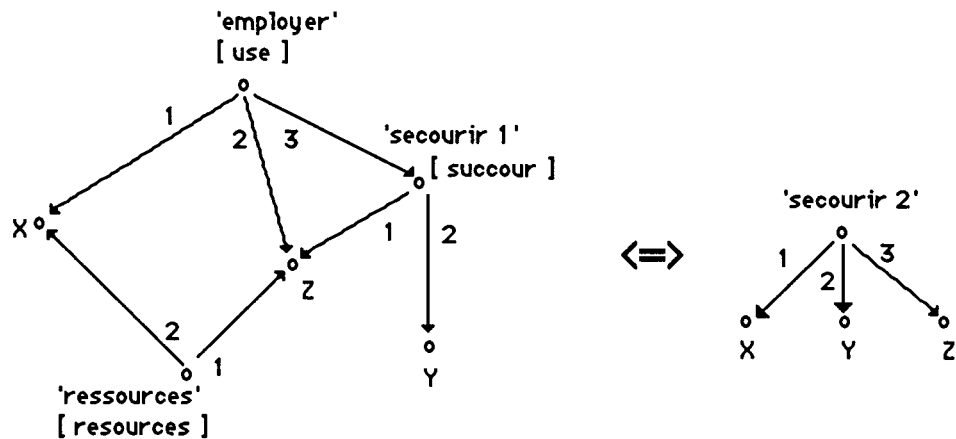 'employer'
[ use ]
1
2
3
'secourir 1'
[ succour ]
X
1
2
Z
<=>
'secourir 2'
1
2
3
X
Y
Z
2
1
Y
'ressources'
[ resources ]